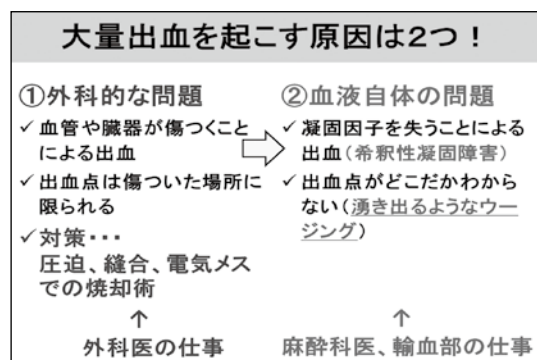 大量出血を起こす原因は2つ！
①外科的な問題
✓血管や臓器が傷つくこと
による出血
✓出血点は傷ついた場所に
限られる
✓対策・・・
圧迫、縫合、電気メス
での焼却術
↑
外科医の仕事
②血液自体の問題
✓凝固因子を失うことによる
出血(希釈性凝固障害)
✓出血点がどこだかわから
ない(湧き出るようなウー
ジング)
↑
麻酔科医、輸血部の仕事